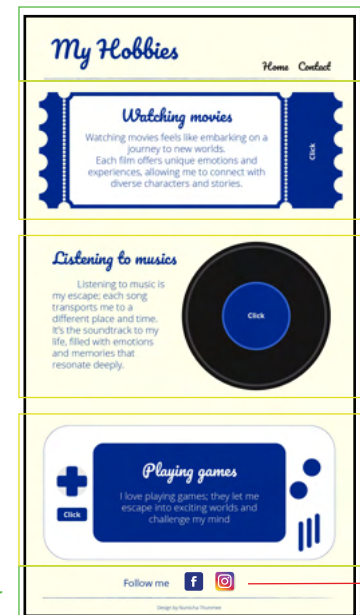 My Hobbies
Home Contact
Watching movies
Watching movies feels like embarking on a
journey to new worlds.
Each film offers unique emotions and
experiences, allowing me to connect with
diverse characters and stories.
Click
Listening to musics
Listening to music is
my escape; each song
transports me to a
different place and time.
It's the soundtrack to my
life, filled with emotions
and memories that
resonate deeply.
Click
Playing games
I love playing games; they let me
escape into exciting worlds and
challenge my mind
Click
Follow me